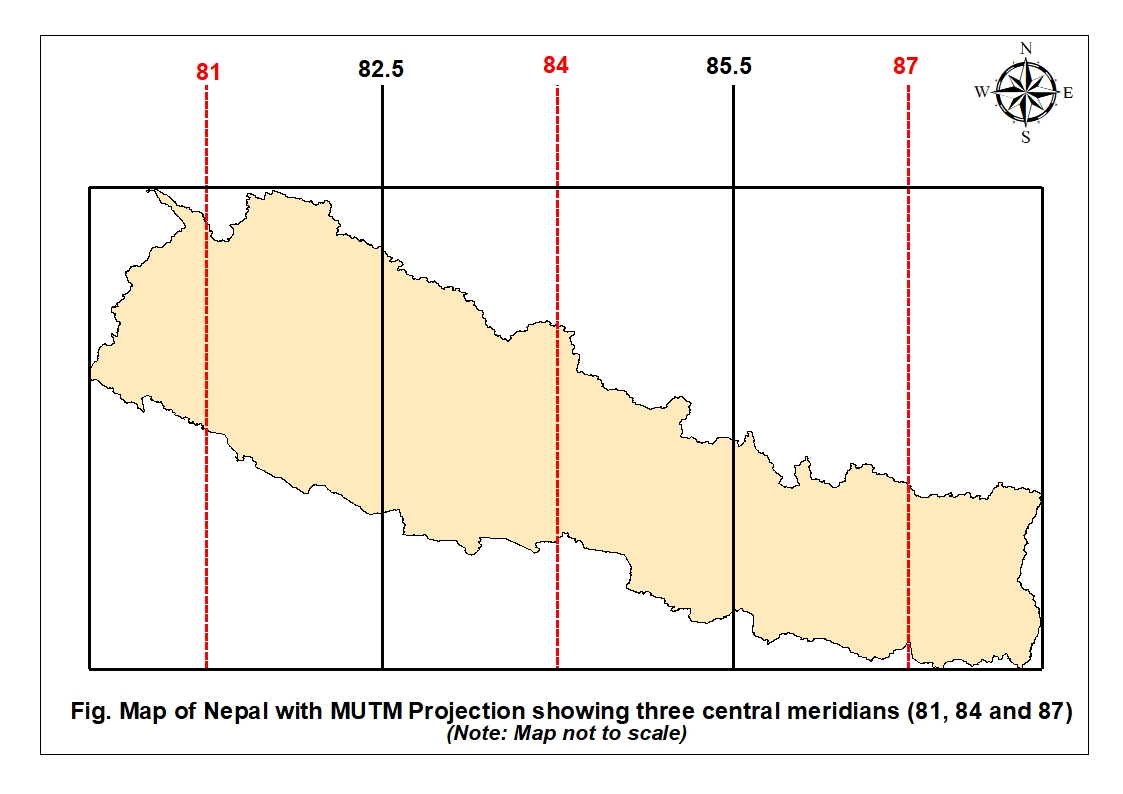 81 82.5 84 85.5 87
N
W E
S
Fig. Map of Nepal with MUTM Projection showing three central meridians (81, 84 and 87)
(Note: Map not to scale)